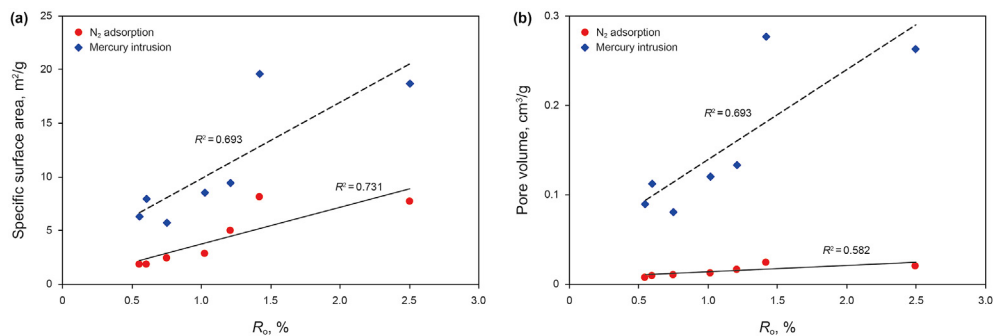 (a)
N₂ adsorption
Mercury intrusion
Specific surface area, m²/g
25
20
15
10
5
0
R² = 0.693
R² = 0.731
0
0.5
1.0
1.5
2.0
2.5
3.0
Rₒ, %
(b)
N₂ adsorption
Mercury intrusion
Pore volume, cm³/g
0.3
0.2
0.1
0
R² = 0.693
R² = 0.582
0
0.5
1.0
1.5
2.0
2.5
3.0
Rₒ, %